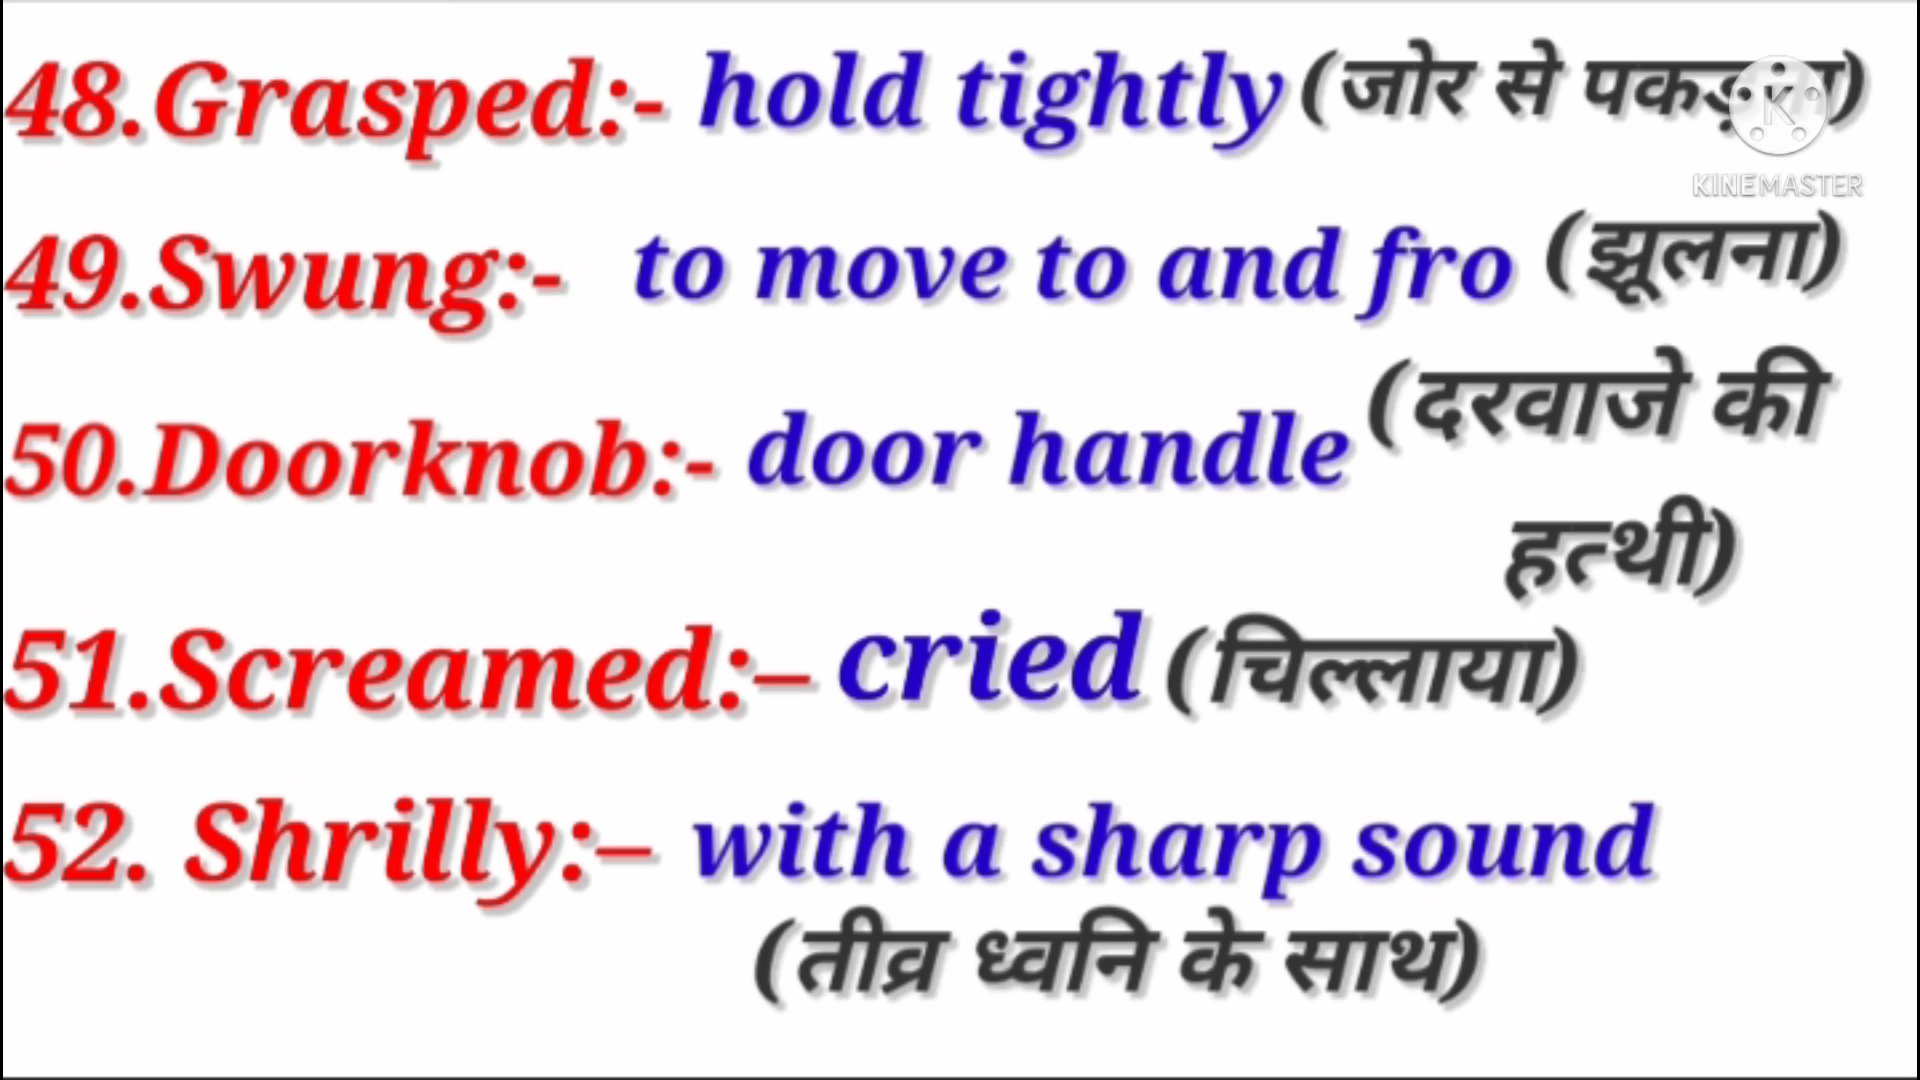 48.Grasped:- hold tightly (जोर से पकड़ना)
KINEMASTER
49.Swung:- to move to and fro (झूलना)
50.Doorknob:- door handle (दरवाजे की
हत्थी)
51.Screamed:– cried (चिल्लाया)
52. Shrilly:– with a sharp sound
(तीव्र ध्वनि के साथ)